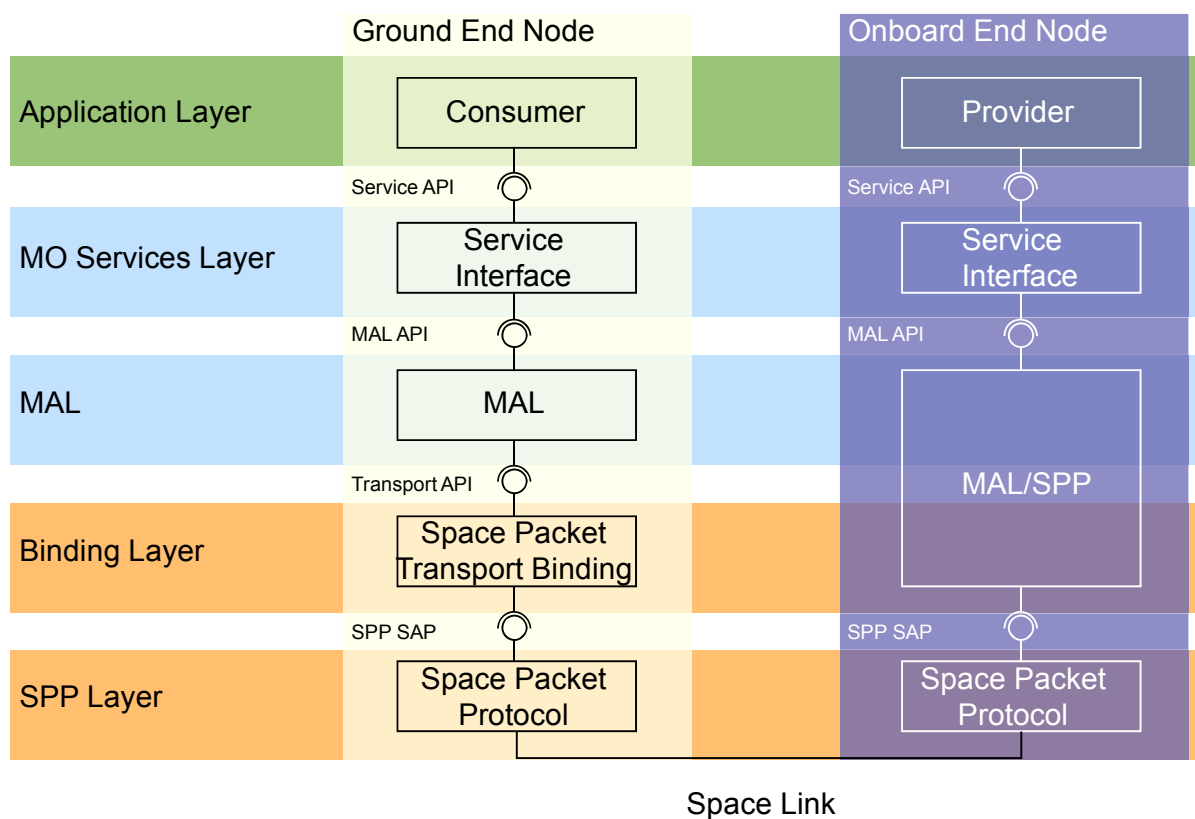 Ground End Node
Onboard End Node
Application Layer
Consumer
Provider
Service API
Service API
MO Services Layer
Service
Interface
Service
Interface
MAL API
MAL API
MAL
MAL
MAL/SPP
Transport API
Binding Layer
Space Packet
Transport Binding
SPP SAP
SPP SAP
SPP Layer
Space Packet
Protocol
Space Packet
Protocol
Space Link